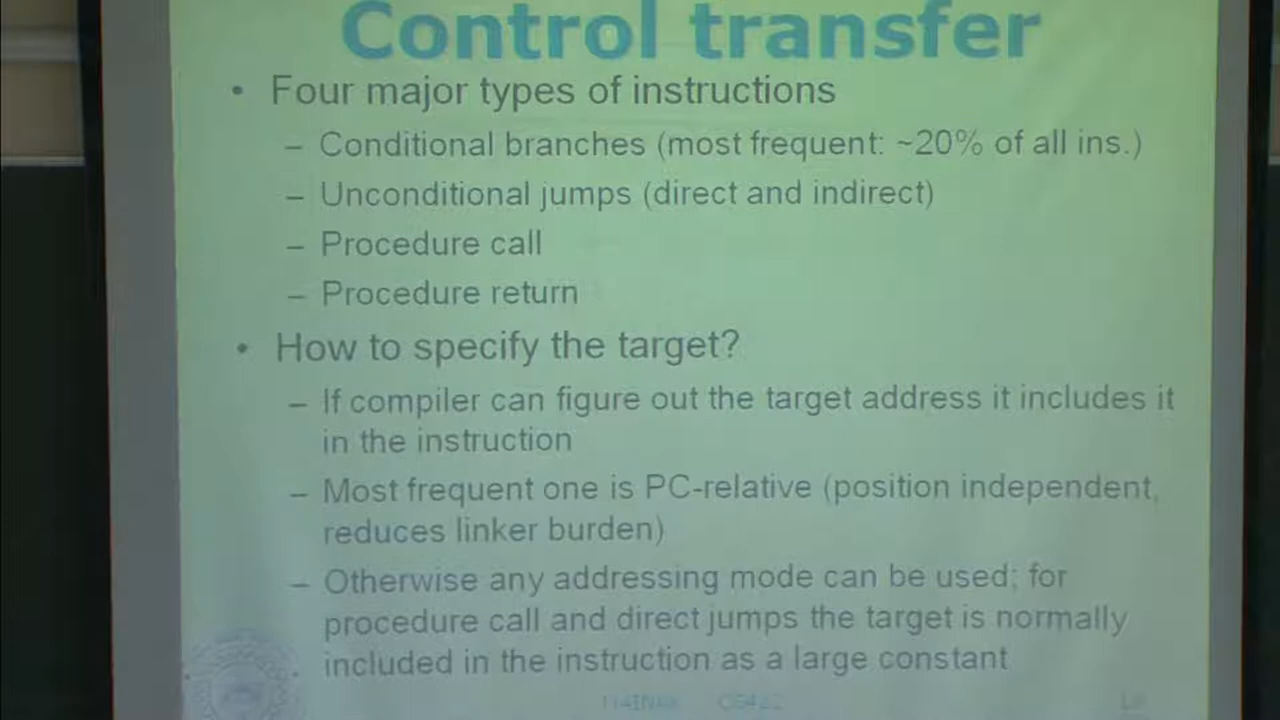 Control transfer
• Four major types of instructions
– Conditional branches (most frequent: ~20% of all ins.)
– Unconditional jumps (direct and indirect)
– Procedure call
– Procedure return
• How to specify the target?
– If compiler can figure out the target address it includes it
in the instruction
– Most frequent one is PC-relative (position independent,
reduces linker burden)
– Otherwise any addressing mode can be used; for
procedure call and direct jumps the target is normally
included in the instruction as a large constant